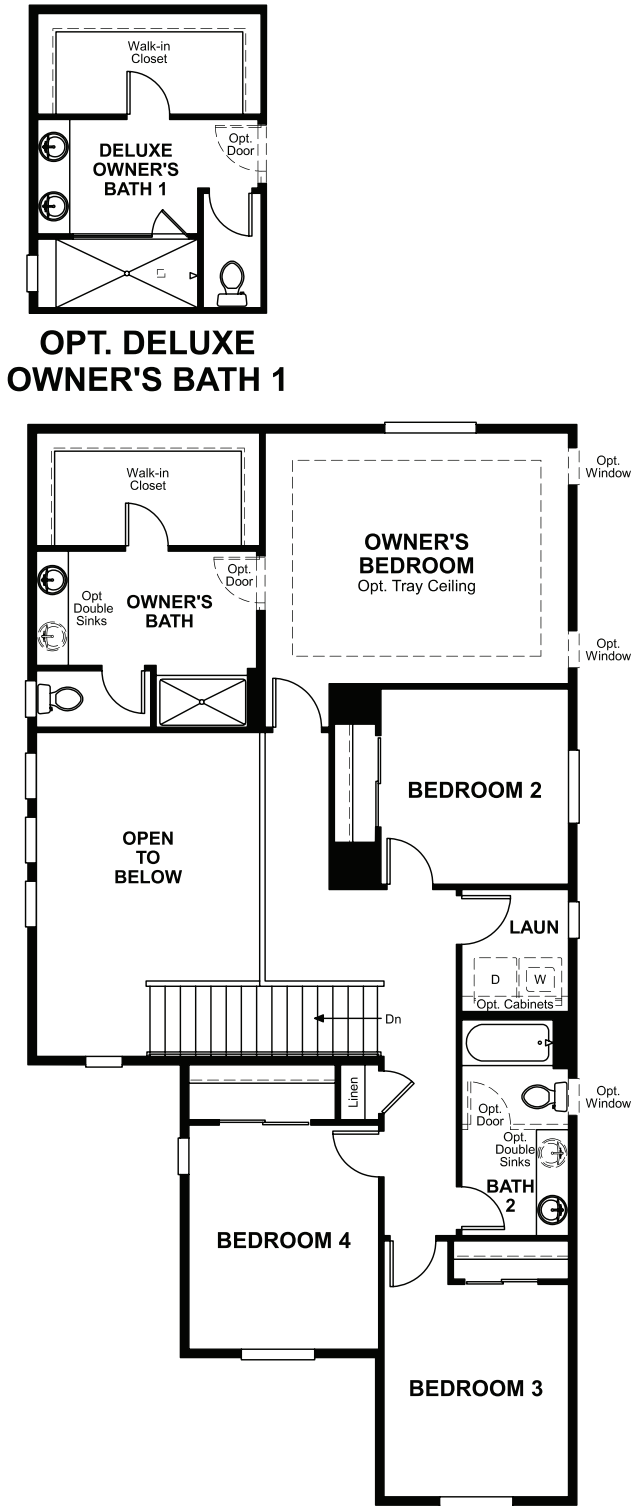 Walk-in
Closet
Opt.
Door
DELUXE
OWNER'S
BATH 1
OPT. DELUXE
OWNER'S BATH 1
Walk-in
Closet
Opt.
Window
OWNER'S
BEDROOM
Opt. Tray Ceiling
Opt.
Door
Opt
Double
Sinks
OWNER'S
BATH
Opt.
Window
BEDROOM 2
OPEN
TO
BELOW
LAUN
D
W
Opt. Cabinets
Dn
Linen
Opt.
Window
Opt.
Door
Opt.
Double
Sinks
BATH
2
BEDROOM 4
BEDROOM 3